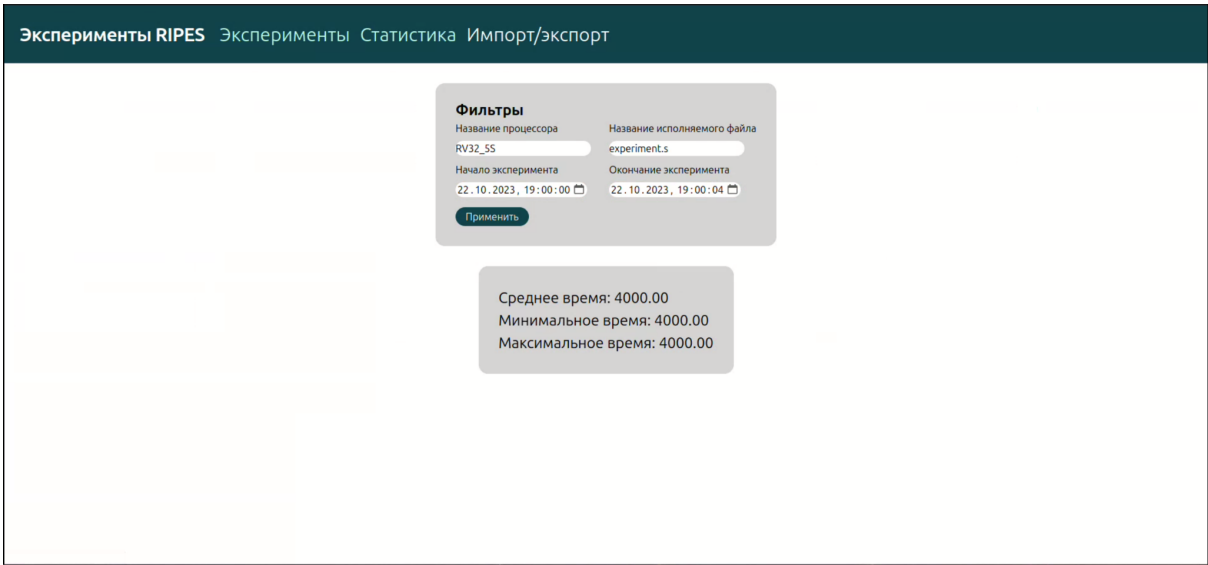 Эксперименты RIPES Эксперименты Статистика Импорт/экспорт
Фильтры
Название процессора Название исполняемого файла
RV32_5S experiment.s
Начало эксперимента Окончание эксперимента
22.10.2023, 19:00:00 22.10.2023, 19:00:04
Применить
Среднее время: 4000.00
Минимальное время: 4000.00
Максимальное время: 4000.00